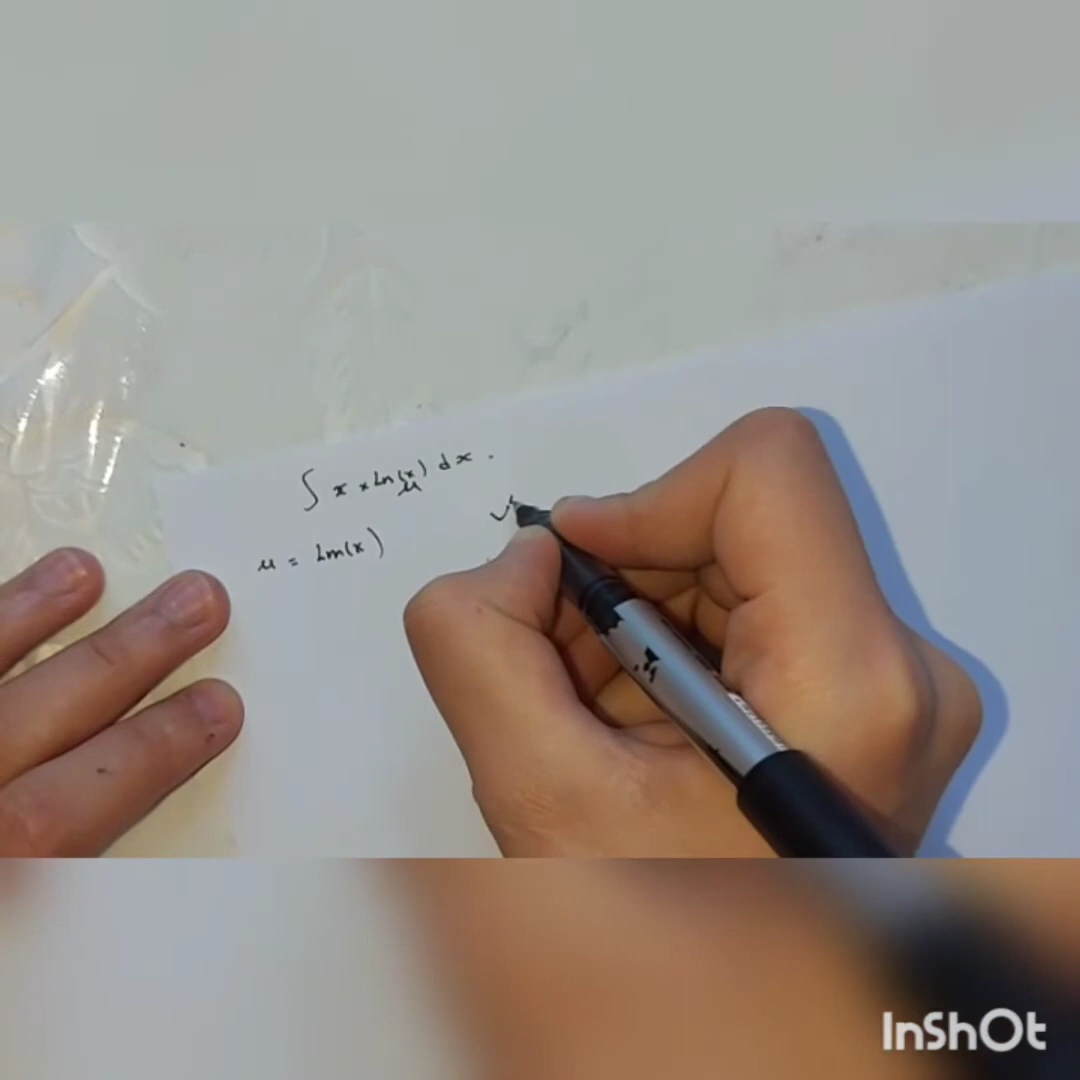 ∫ x × Ln(x) dx .
u
u = Ln(x)
v'
InShOt